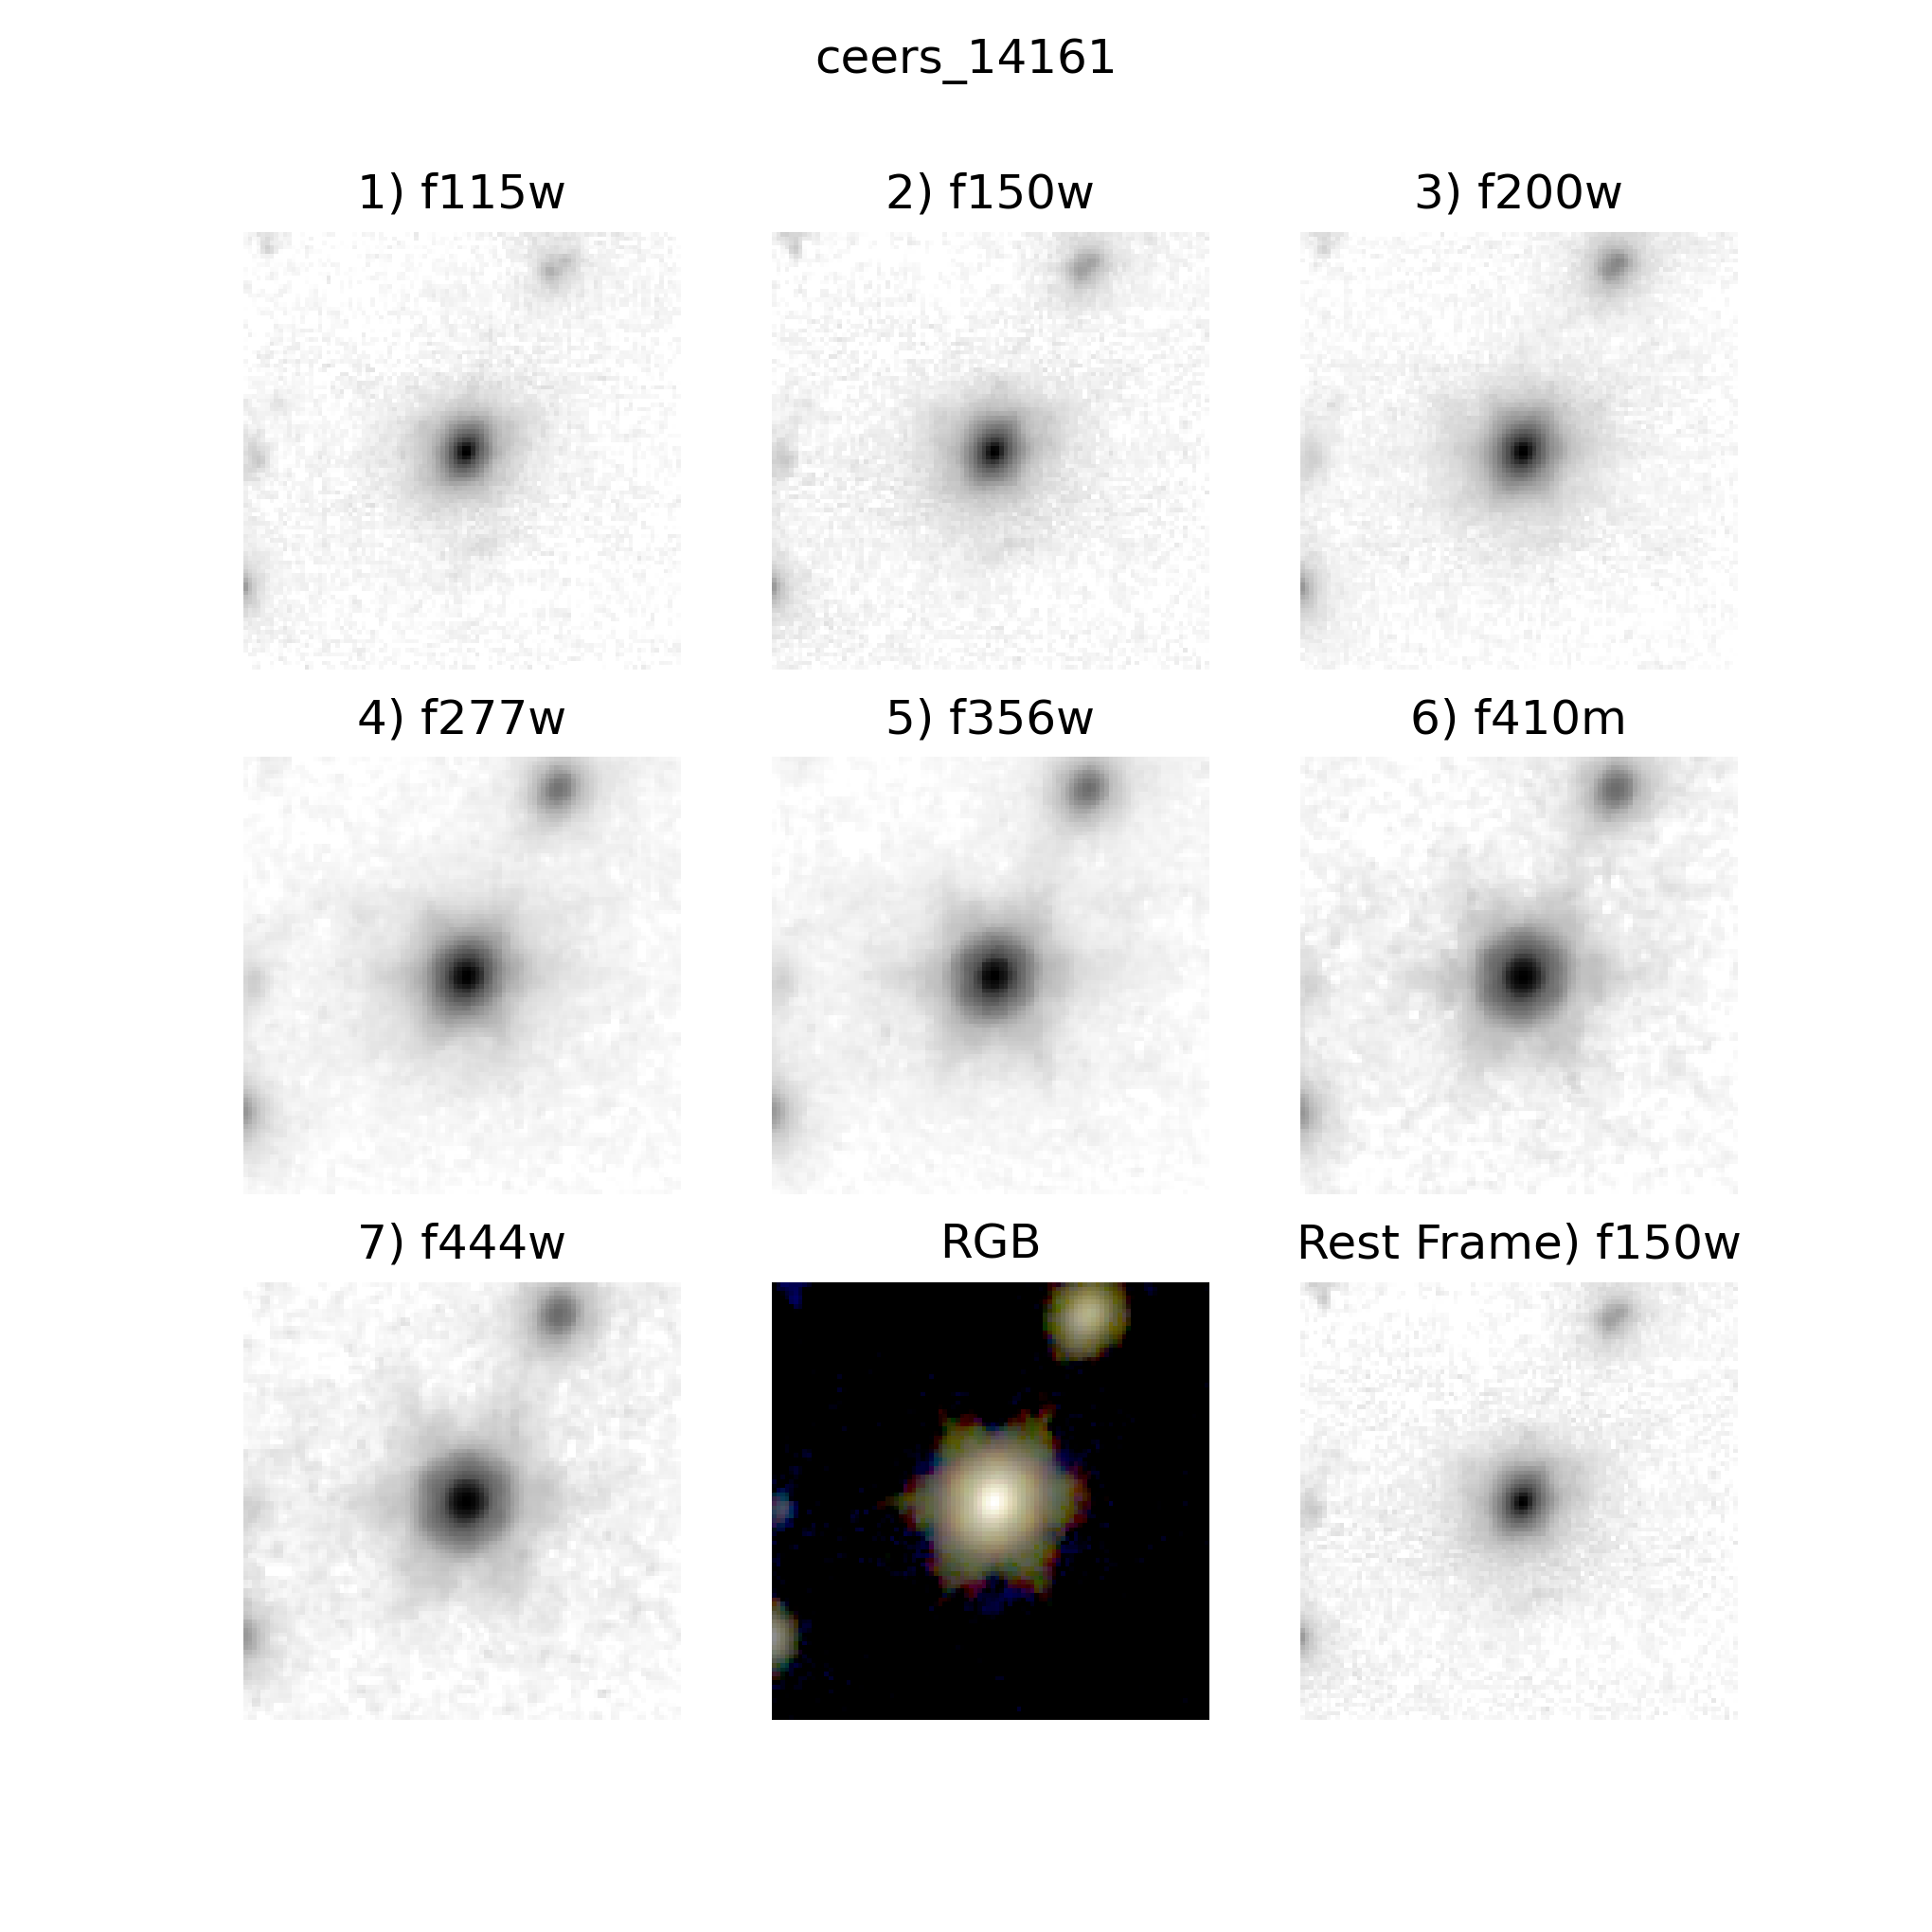 ceers_14161
1) f115w
2) f150w
3) f200w
4) f277w
5) f356w
6) f410m
7) f444w
RGB
Rest Frame) f150w